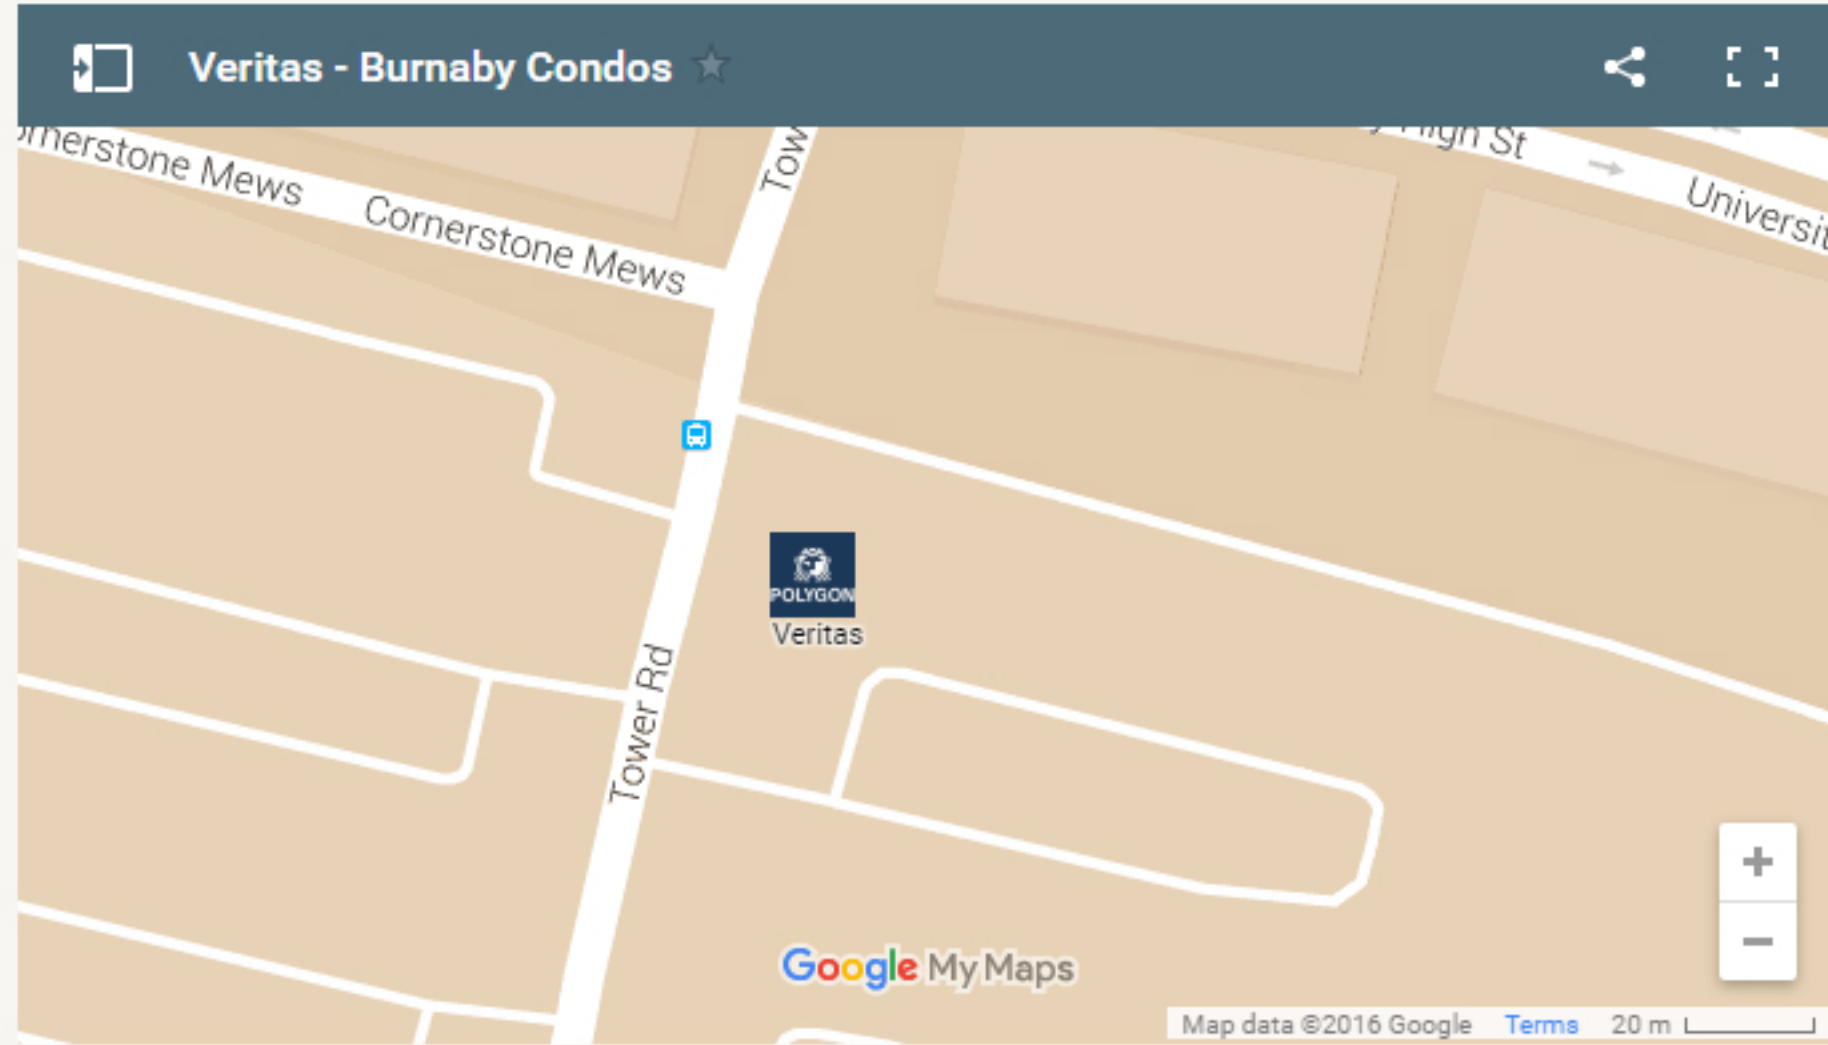 Veritas - Burnaby Condos
Cornerstone Mews
Tow
High St
Universit
Cornerstone Mews
POLYGON
Veritas
Tower Rd
Google My Maps
Map data ©2016 Google Terms 20 m